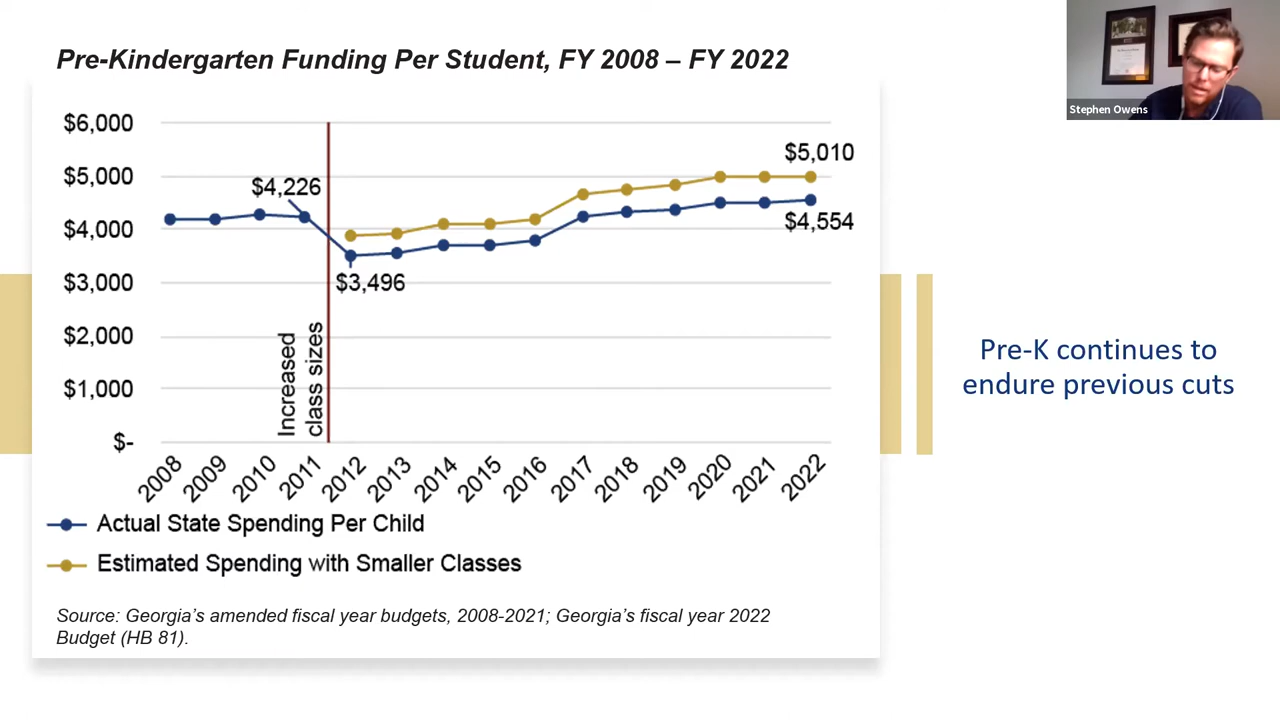 Pre-Kindergarten Funding Per Student, FY 2008 – FY 2022
Stephen Owens
$6,000
$5,000
$4,000
$3,000
$2,000
$1,000
$-
$4,226
$3,496
$5,010
$4,554
Increased
class sizes
2008
2009
2010
2011
2012
2013
2014
2015
2016
2017
2018
2019
2020
2021
2022
Actual State Spending Per Child
Estimated Spending with Smaller Classes
Source: Georgia’s amended fiscal year budgets, 2008-2021; Georgia’s fiscal year 2022
Budget (HB 81).
Pre-K continues to
endure previous cuts